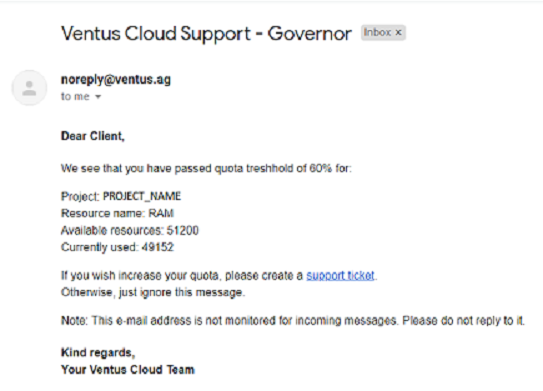 Ventus Cloud Support - Governor Inbox x
noreply@ventus.ag
to me
Dear Client,
We see that you have passed quota treshhold of 60% for:
Project: PROJECT_NAME
Resource name: RAM
Available resources: 51200
Currently used: 49152
If you wish increase your quota, please create a support ticket.
Otherwise, just ignore this message.
Note: This e-mail address is not monitored for incoming messages. Please do not reply to it.
Kind regards,
Your Ventus Cloud Team